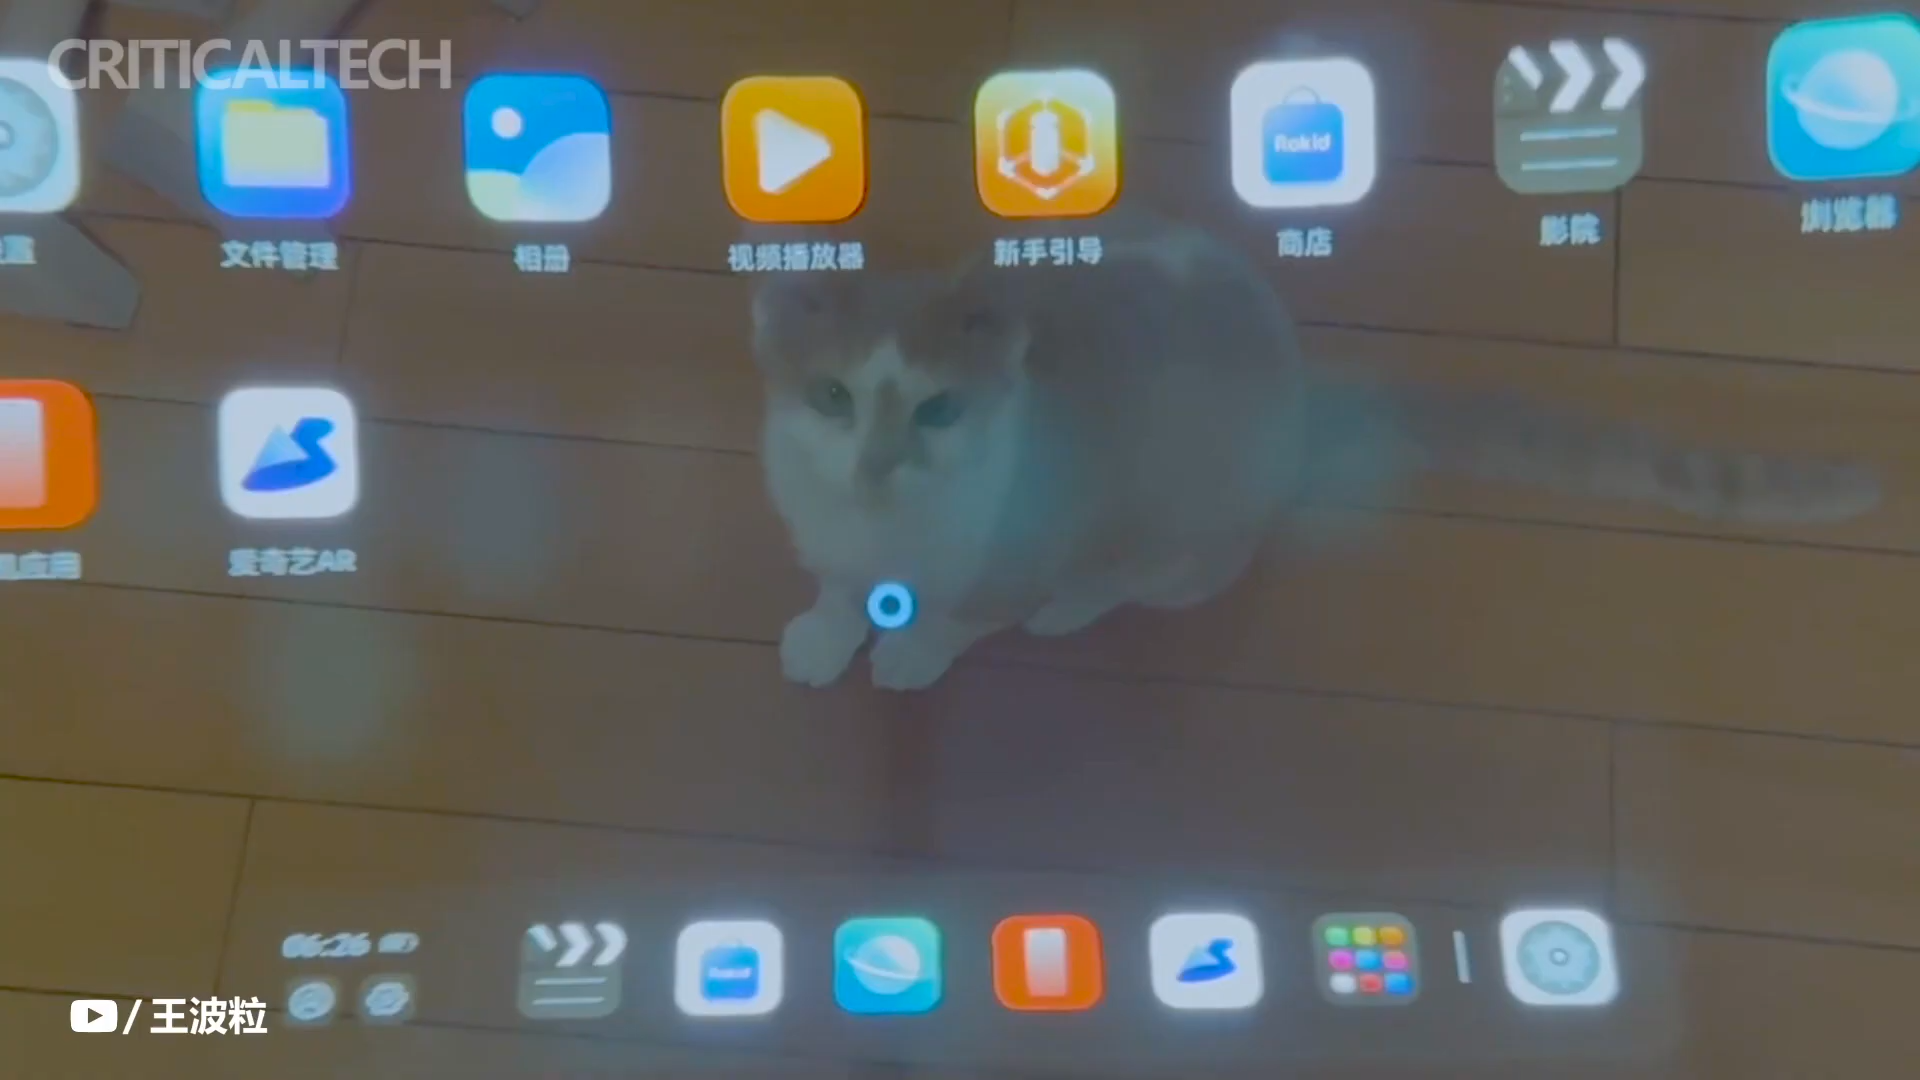 CRITICALTECH
文件管理
相册
视频播放器
新手引导
Rokid
商店
影院
浏览器
爱奇艺AR
06:26
Rokid
/ 王波粒